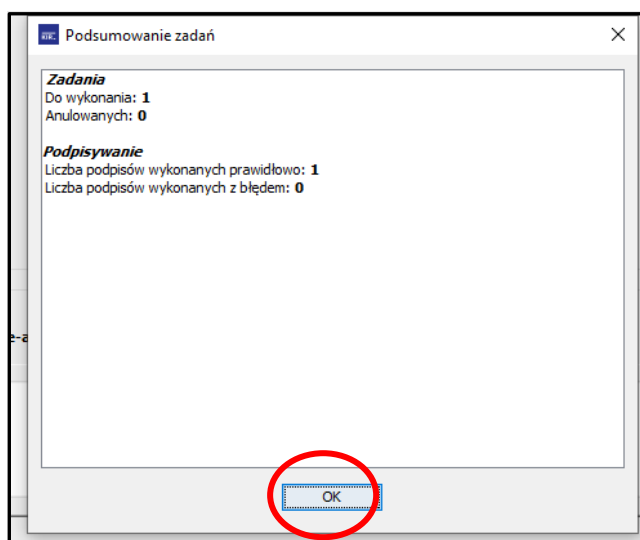 KIR. Podsumowanie zadań
Zadania
Do wykonania: 1
Anulowanych: 0
Podpisywanie
Liczba podpisów wykonanych prawidłowo: 1
Liczba podpisów wykonanych z błędem: 0
OK